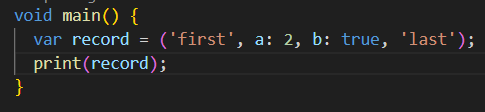 void main() {
  var record = ('first', a: 2, b: true, 'last');
  print(record);
}